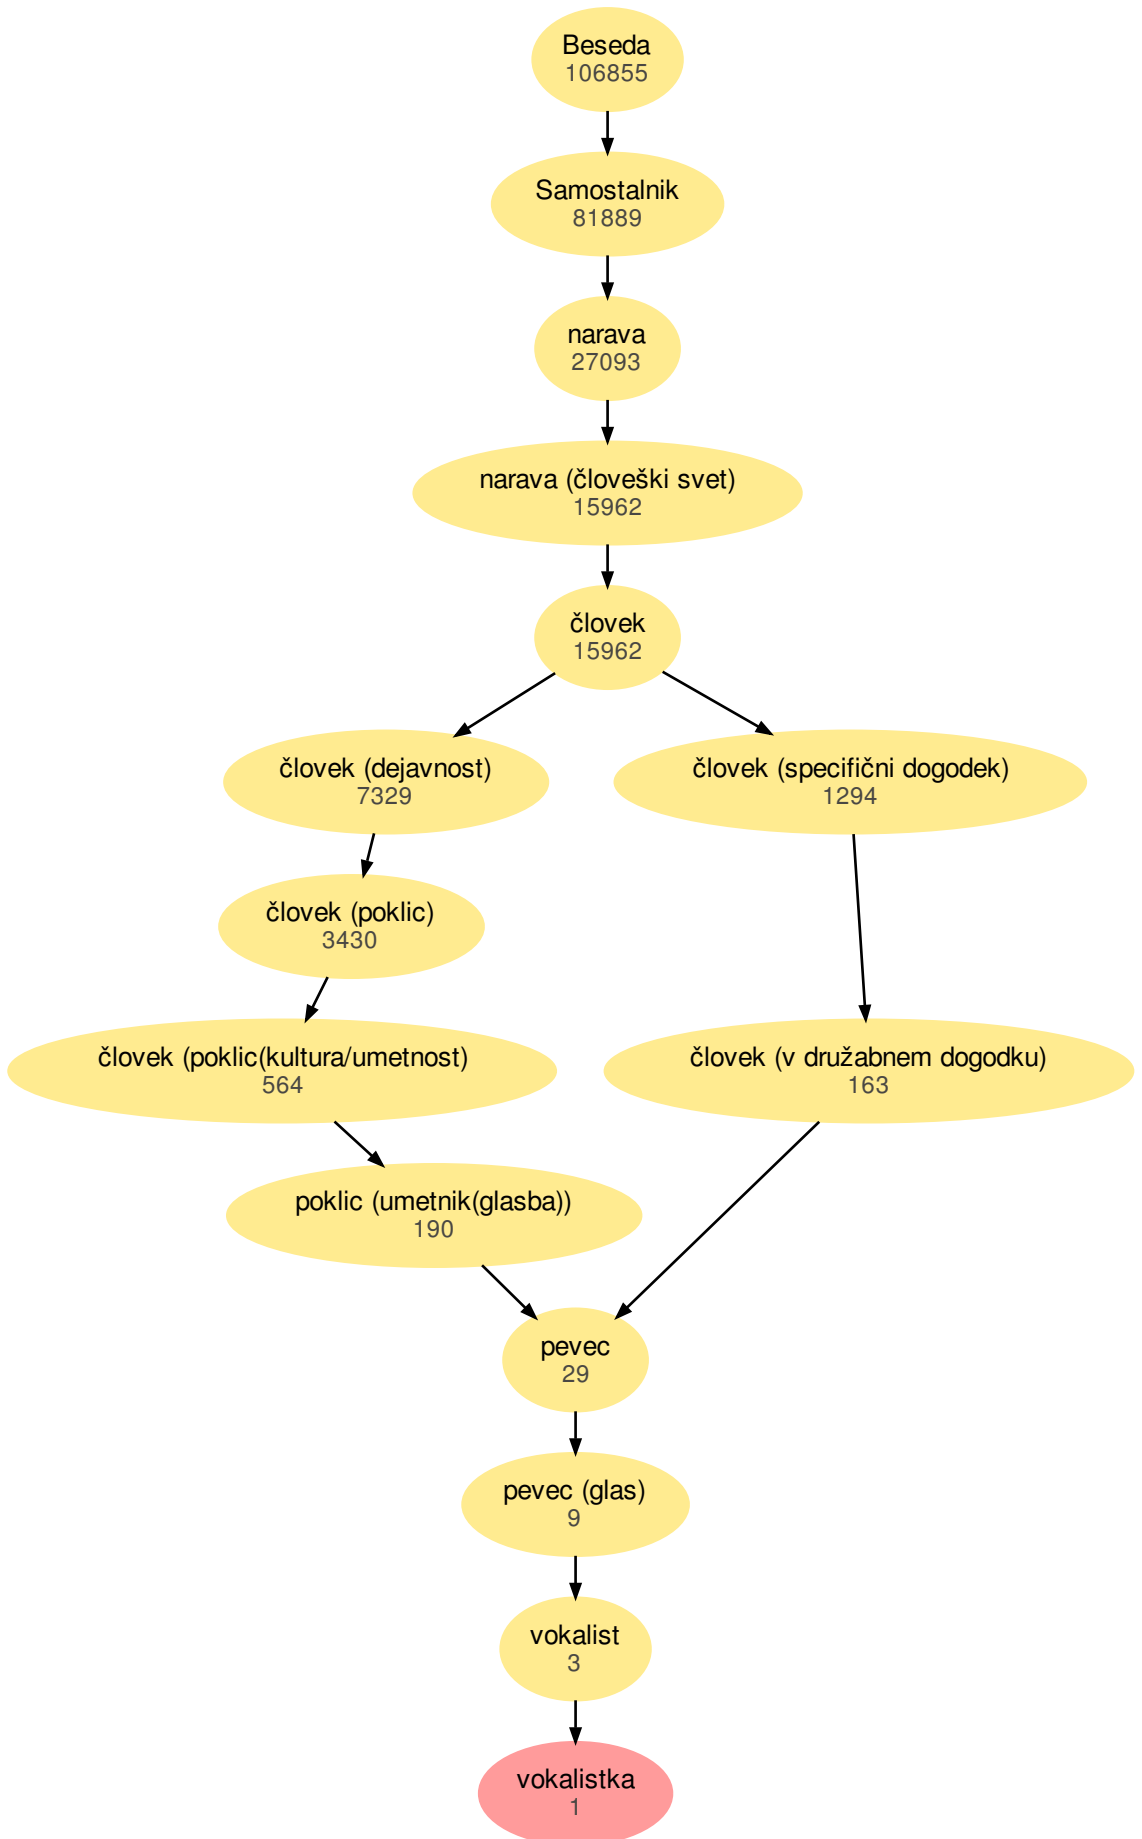 Beseda
106855
Samostalnik
81889
narava
27093
narava (človeški svet)
15962
človek
15962
človek (dejavnost)
7329
človek (specifični dogodek)
1294
človek (poklic)
3430
človek (poklic(kultura/umetnost)
564
človek (v družabnem dogodku)
163
poklic (umetnik(glasba))
190
pevec
29
pevec (glas)
9
vokalist
3
vokalistka
1